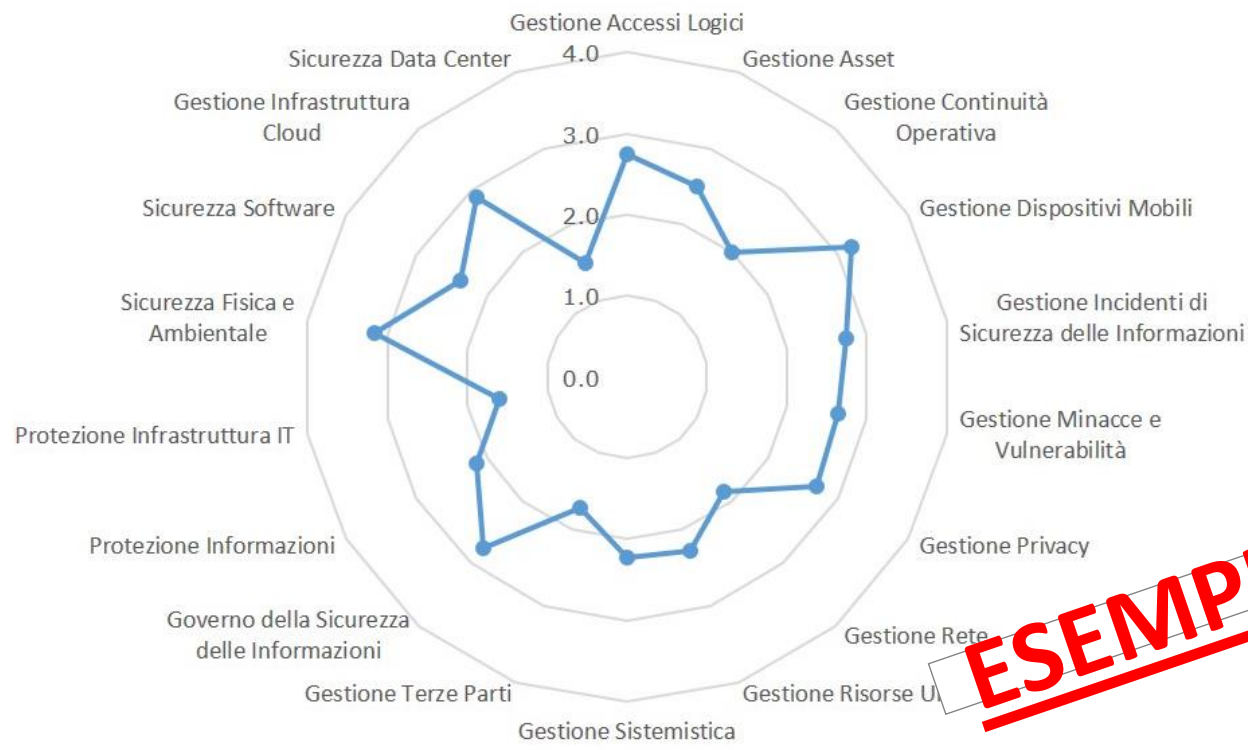 Gestione Accessi Logici
4.0
Sicurezza Data Center
Gestione Asset
Gestione Infrastruttura
Cloud
Gestione Continuità
Operativa
3.0
Sicurezza Software
2.0
Gestione Dispositivi Mobili
Sicurezza Fisica e
Ambientale
1.0
Gestione Incidenti di
Sicurezza delle Informazioni
0.0
Protezione Infrastruttura IT
Gestione Minacce e
Vulnerabilità
Protezione Informazioni
Gestione Privacy
Governo della Sicurezza
delle Informazioni
Gestione Rete
Gestione Terze Parti
Gestione Risorse
Gestione Sistemistica
ESEMP